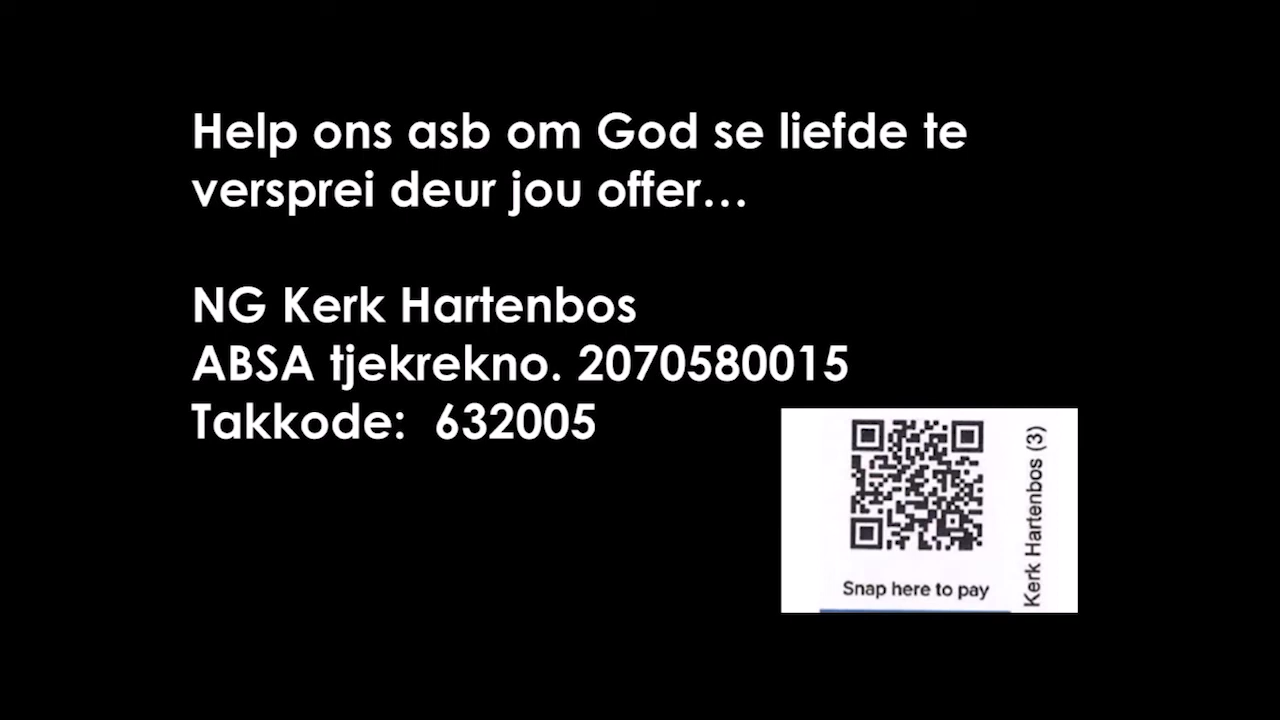 Help ons asb om God se liefde te
versprei deur jou offer…
NG Kerk Hartenbos
ABSA tjekrekno. 2070580015
Takkode: 632005
Snap here to pay
Kerk Hartenbos (3)